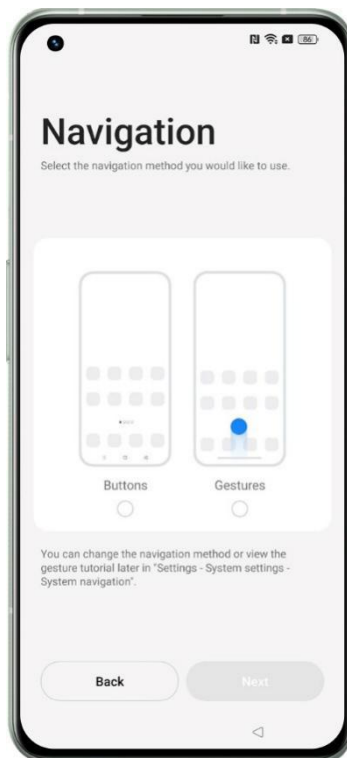 86
Navigation
Select the navigation method you would like to use.
Buttons
Gestures
You can change the navigation method or view the
gesture tutorial later in "Settings - System settings -
System navigation".
Back
Next